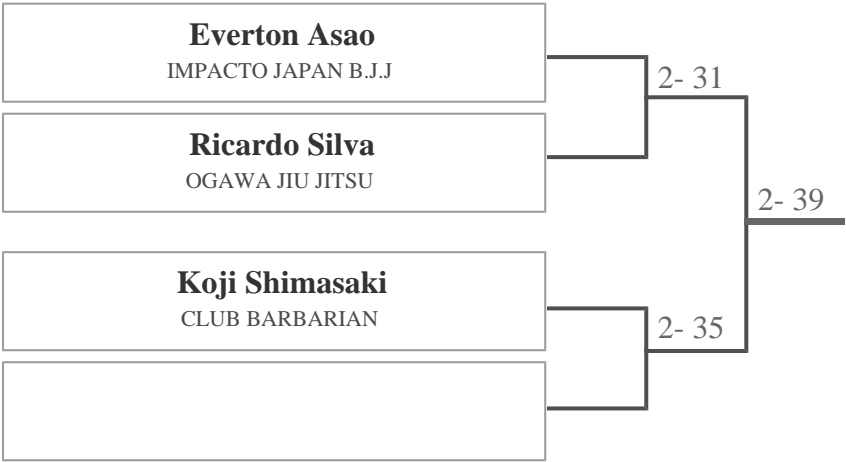 Everton Asao
IMPACTO JAPAN B.J.J
2- 31
Ricardo Silva
OGAWA JIU JITSU
2- 39
Koji Shimasaki
CLUB BARBARIAN
2- 35